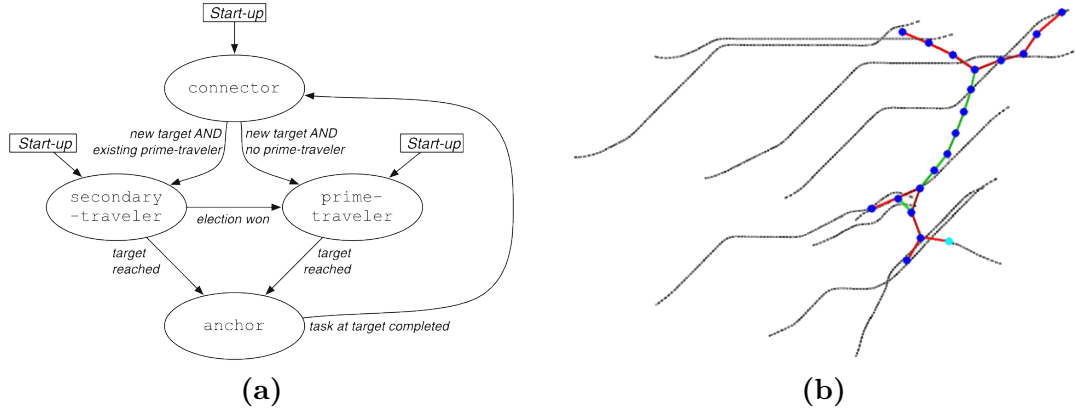 Start-up
connector
new target AND
existing prime-traveler
new target AND
no prime-traveler
Start-up
Start-up
secondary
-traveler
election won
prime-
traveler
target
reached
target
reached
anchor
task at target completed
(a)
(b)